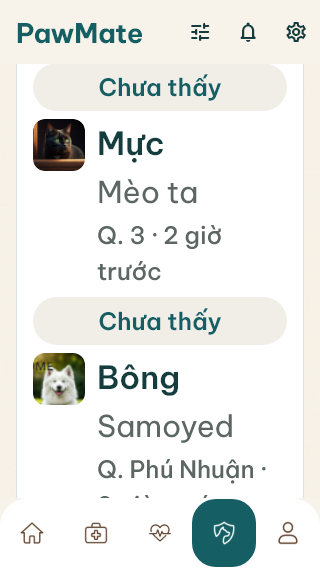 PawMate
Chưa thấy
Mực
Mèo ta
Q. 3 · 2 giờ
trước
Chưa thấy
Bông
Samoyed
Q. Phú Nhuận ·